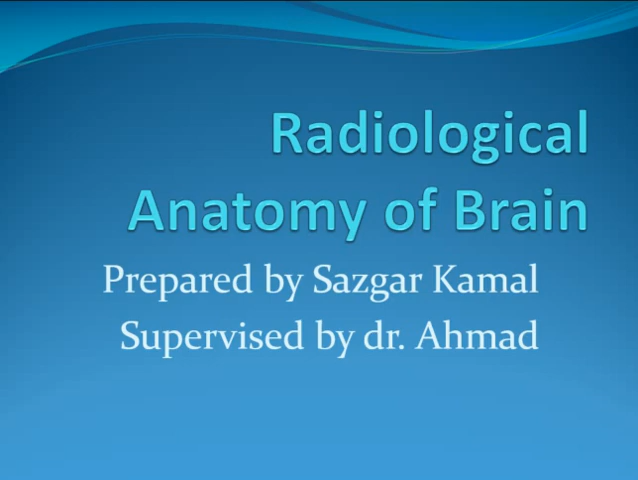 Radiological
Anatomy of Brain
Prepared by Sazgar Kamal
Supervised by dr. Ahmad